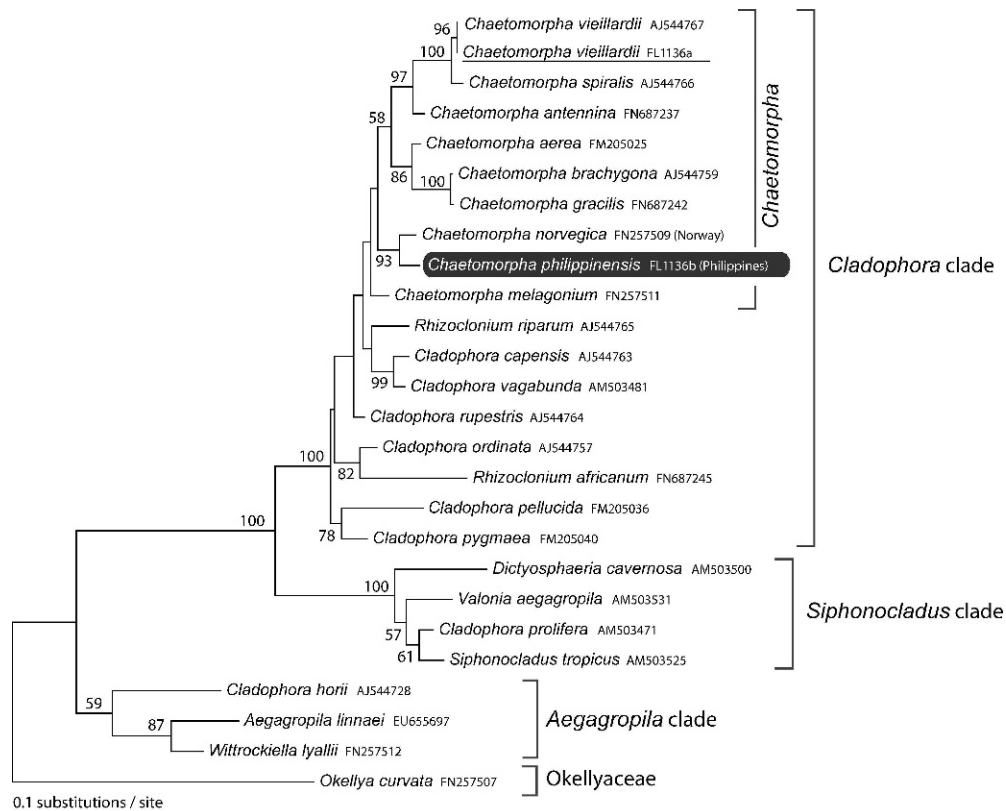 96
Chaetomorpha vieillardii AJ544767
Chaetomorpha vieillardii FL1136a
100
Chaetomorpha spiralis AJ544766
97
Chaetomorpha antennina FN687237
58
Chaetomorpha aerea FM205025
86
Chaetomorpha brachygona AJ544759
100
Chaetomorpha gracilis FN687242
Chaetomorpha norvegica FN257509 (Norway)
93
Chaetomorpha philippinensis FL1136b (Philippines)
Chaetomorpha melagonium FN257511
Chaetomorpha
Rhizoclonium riparum AJ544765
Cladophora capensis AJ544763
99
Cladophora vagabunda AM503481
Cladophora rupestris AJ544764
Cladophora ordinata AJ544757
82
Rhizoclonium africanum FN687245
100
Cladophora pellucida FM205036
78
Cladophora pygmaea FM205040
Cladophora clade
100
Dictyosphaeria cavernosa AM503500
100
Valonia aegagropila AM503531
57
Cladophora prolifera AM503471
61
Siphonocladus tropicus AM503525
Siphonocladus clade
Cladophora horii AJ544728
59
Aegagropila linnaei EU655697
87
Wittrockiella lyallii FN257512
Aegagropila clade
Okellya curvata FN257507
Okellyaceae
0.1 substitutions / site